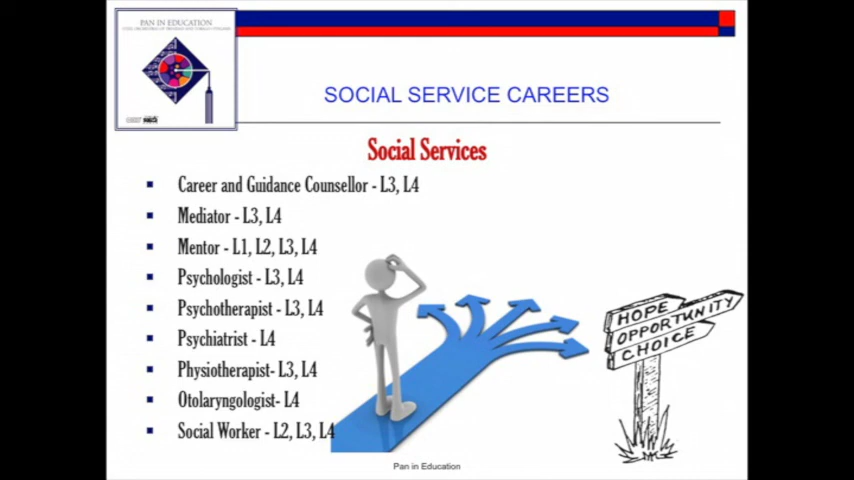 PAN IN EDUCATION
SOCIAL SERVICE CAREERS
Social Services
Career and Guidance Counsellor - L3, L4
Mediator - L3, L4
Mentor - L1, L2, L3, L4
Psychologist - L3, L4
Psychotherapist - L3, L4
Psychiatrist - L4
Physiotherapist- L3, L4
Otolaryngologist- L4
Social Worker - L2, L3, L4
HOPE
OPPORTUNITY
CHOICE
Pan in Education